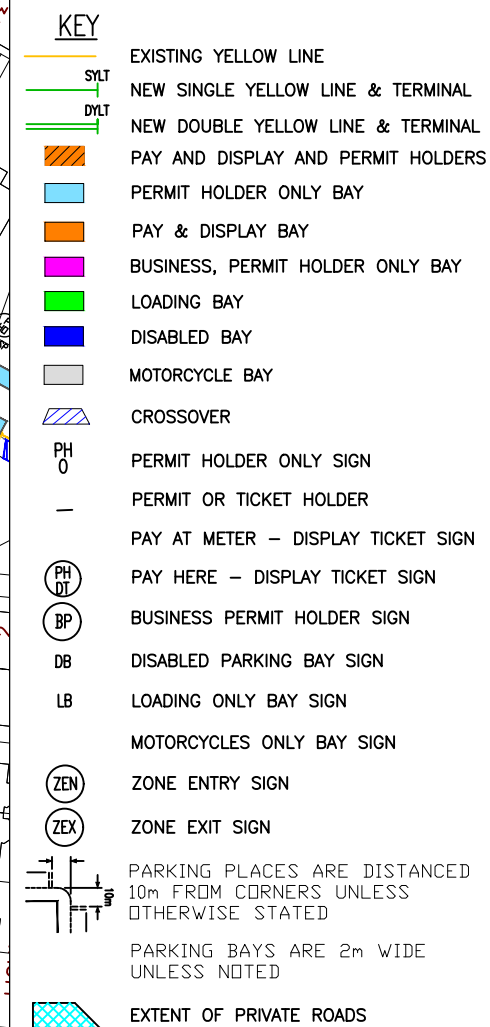 KEY
EXISTING YELLOW LINE
SYLT NEW SINGLE YELLOW LINE & TERMINAL
DYLT NEW DOUBLE YELLOW LINE & TERMINAL
PAY AND DISPLAY AND PERMIT HOLDERS
PERMIT HOLDER ONLY BAY
PAY & DISPLAY BAY
BUSINESS, PERMIT HOLDER ONLY BAY
LOADING BAY
DISABLED BAY
MOTORCYCLE BAY
CROSSOVER
PH
O
PERMIT HOLDER ONLY SIGN
PERMIT OR TICKET HOLDER
PAY AT METER – DISPLAY TICKET SIGN
PH
DT
PAY HERE – DISPLAY TICKET SIGN
BP BUSINESS PERMIT HOLDER SIGN
DB DISABLED PARKING BAY SIGN
LB LOADING ONLY BAY SIGN
MOTORCYCLES ONLY BAY SIGN
ZEN ZONE ENTRY SIGN
ZEX ZONE EXIT SIGN
10m
PARKING PLACES ARE DISTANCED
10m FROM CORNERS UNLESS
OTHERWISE STATED
PARKING BAYS ARE 2m WIDE
UNLESS NOTED
EXTENT OF PRIVATE ROADS